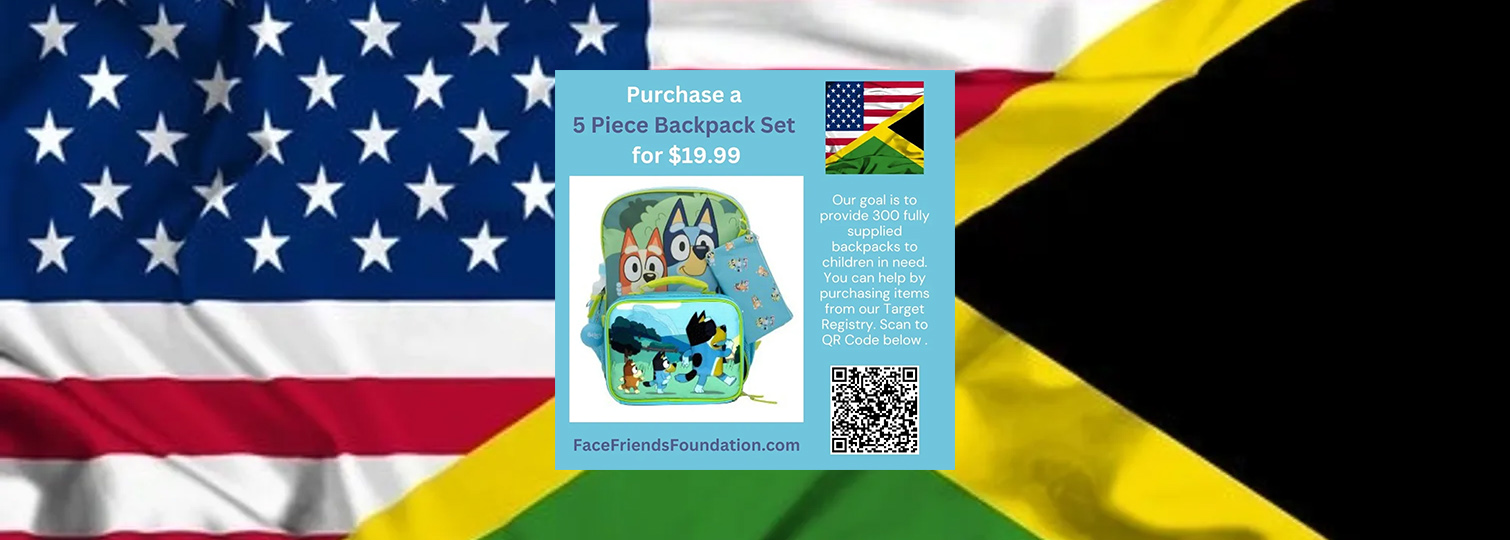 Purchase a
5 Piece Backpack Set
for $19.99
Our goal is to
provide 300 fully
supplied
backpacks to
children in need.
You can help by
purchasing items
from our Target
Registry. Scan to
QR Code below .
FaceFriendsFoundation.com